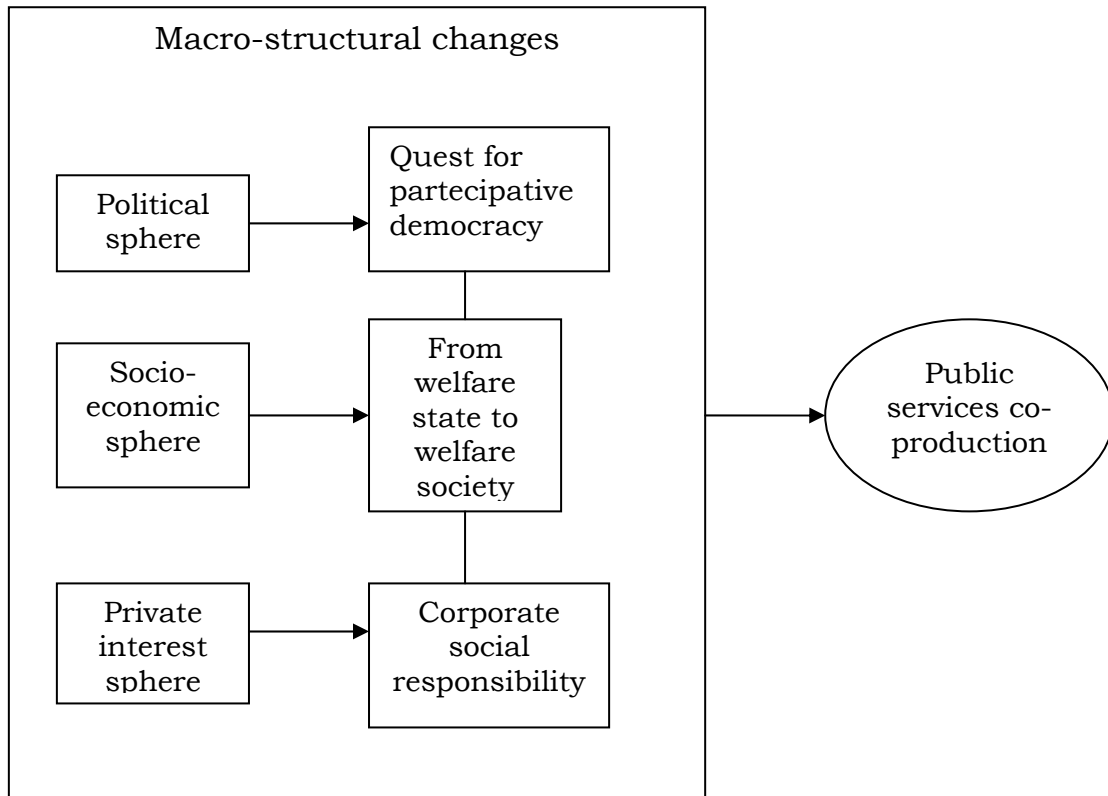 Macro-structural changes
Political
sphere
Quest for
partecipative
democracy
Socio-
economic
sphere
From
welfare
state to
welfare
society
Private
interest
sphere
Corporate
social
responsibility
Public
services co-
production